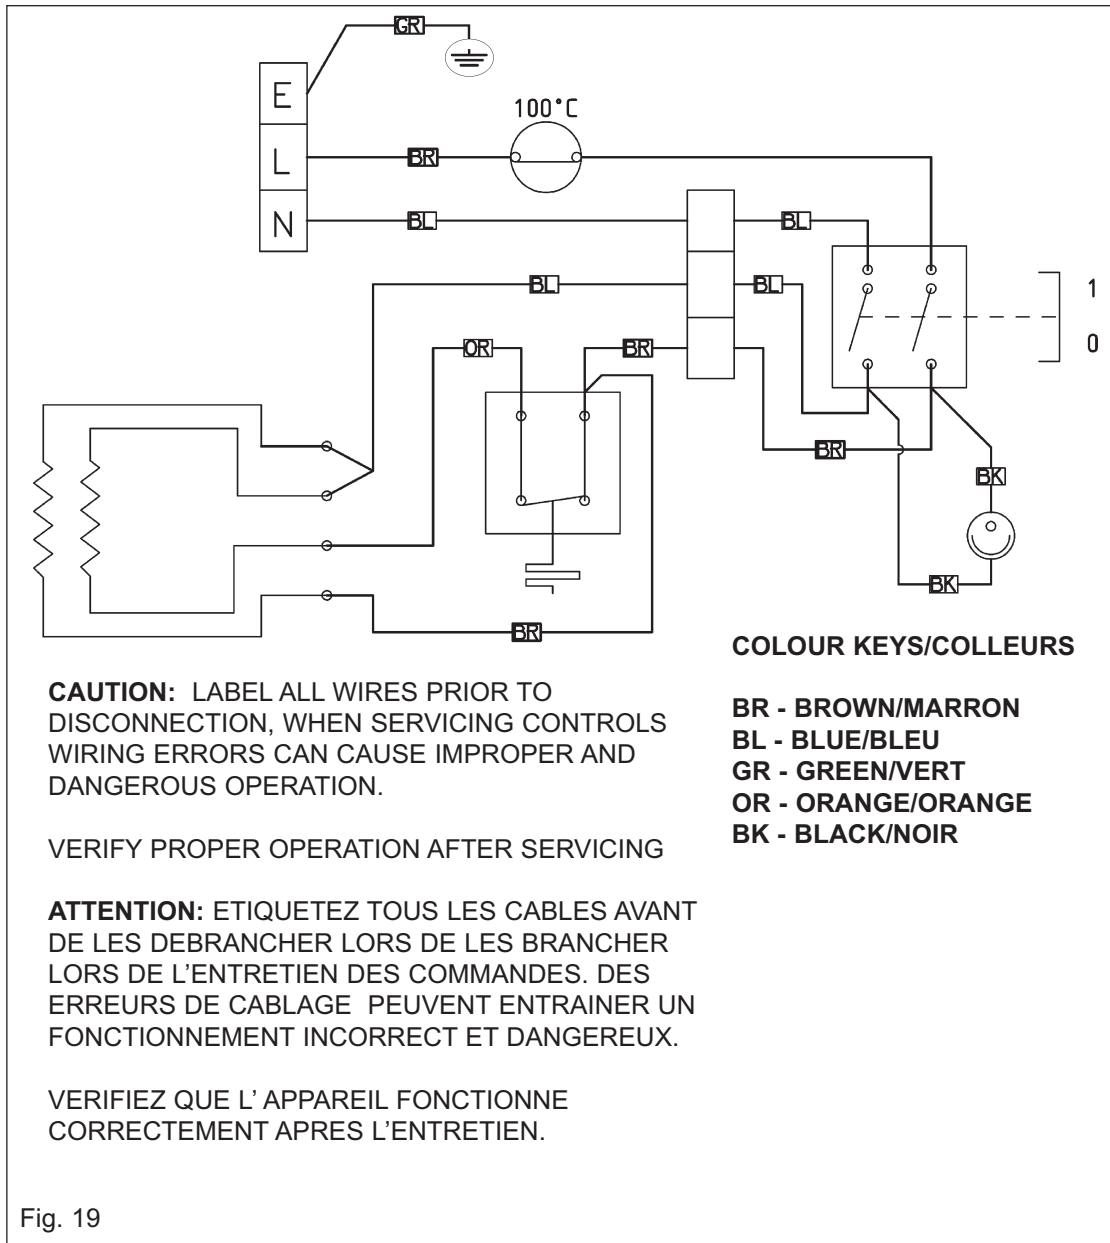 GR
E
100°C
L
BR
N
BL
BL
BL
BL
1
0
OR
BR
BR
BK
BK
BR
COLOUR KEYS/COLLEURS
BR - BROWN/MARRON
BL - BLUE/BLEU
GR - GREEN/VERT
OR - ORANGE/ORANGE
BK - BLACK/NOIR
CAUTION: LABEL ALL WIRES PRIOR TO
DISCONNECTION, WHEN SERVICING CONTROLS
WIRING ERRORS CAN CAUSE IMPROPER AND
DANGEROUS OPERATION.
VERIFY PROPER OPERATION AFTER SERVICING
ATTENTION: ETIQUETEZ TOUS LES CABLES AVANT
DE LES DEBRANCHER LORS DE LES BRANCHER
LORS DE L'ENTRETIEN DES COMMANDES. DES
ERREURS DE CABLAGE PEUVENT ENTRAINER UN
FONCTIONNEMENT INCORRECT ET DANGEREUX.
VERIFIEZ QUE L' APPAREIL FONCTIONNE
CORRECTEMENT APRES L'ENTRETIEN.
Fig. 19